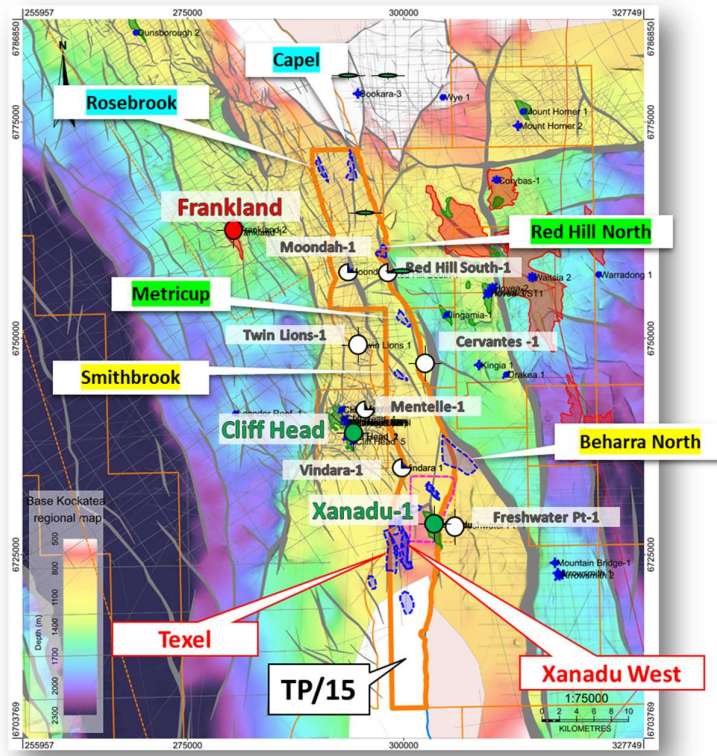 255957
275000
300000
327749
6786850
6786850
Dunsborough 2
N
Capel
Bookara-3
Wye 1
Rosebrook
Mount Horner 1
Mount Horner 2
6775000
6775000
Corybas-1
Frankland
Frankland 2
Red Hill North
Moondah-1
Red Hill South-1
Waitsia 2
Warradong 1
Metricup
Jingamia-1
6750000
6750000
Twin Lions-1
Twin Lions 1
Cervantes -1
Kingia 1
Drakea 1
Smithbrook
Mentelle-1
Cliff Head
Beharra North
Vindara-1
Vindara 1
Base Kockatea
regional map
Xanadu-1
Freshwater Pt-1
500
800
1100
1400
1700
2000
2300
Depth (m)
6725000
6725000
Mountain Bridge-1
Arrowsmith 2
Texel
Xanadu West
TP/15
1:75000
0 2 4 6 8 10
KILOMETRES
6703769
6703769
255957
275000
300000
327749